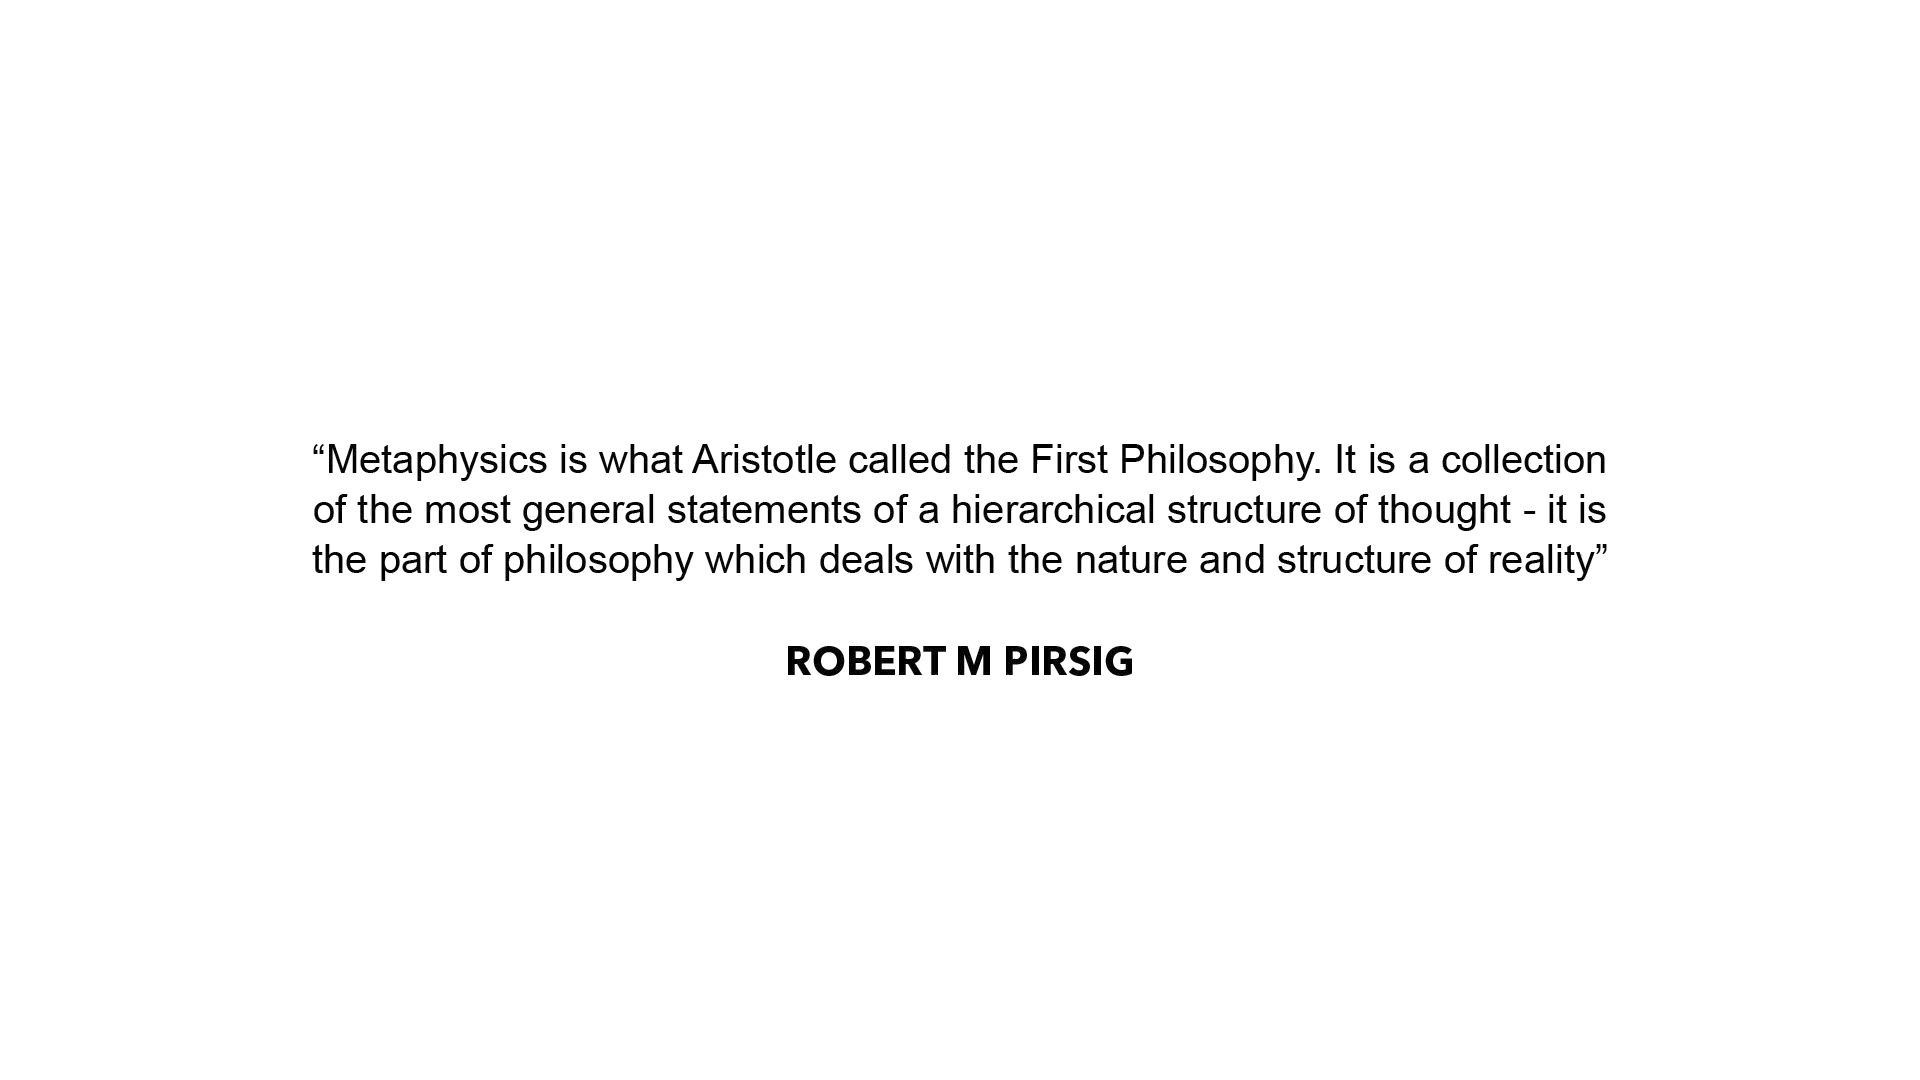 “Metaphysics is what Aristotle called the First Philosophy. It is a collection
of the most general statements of a hierarchical structure of thought - it is
the part of philosophy which deals with the nature and structure of reality”
ROBERT M PIRSIG